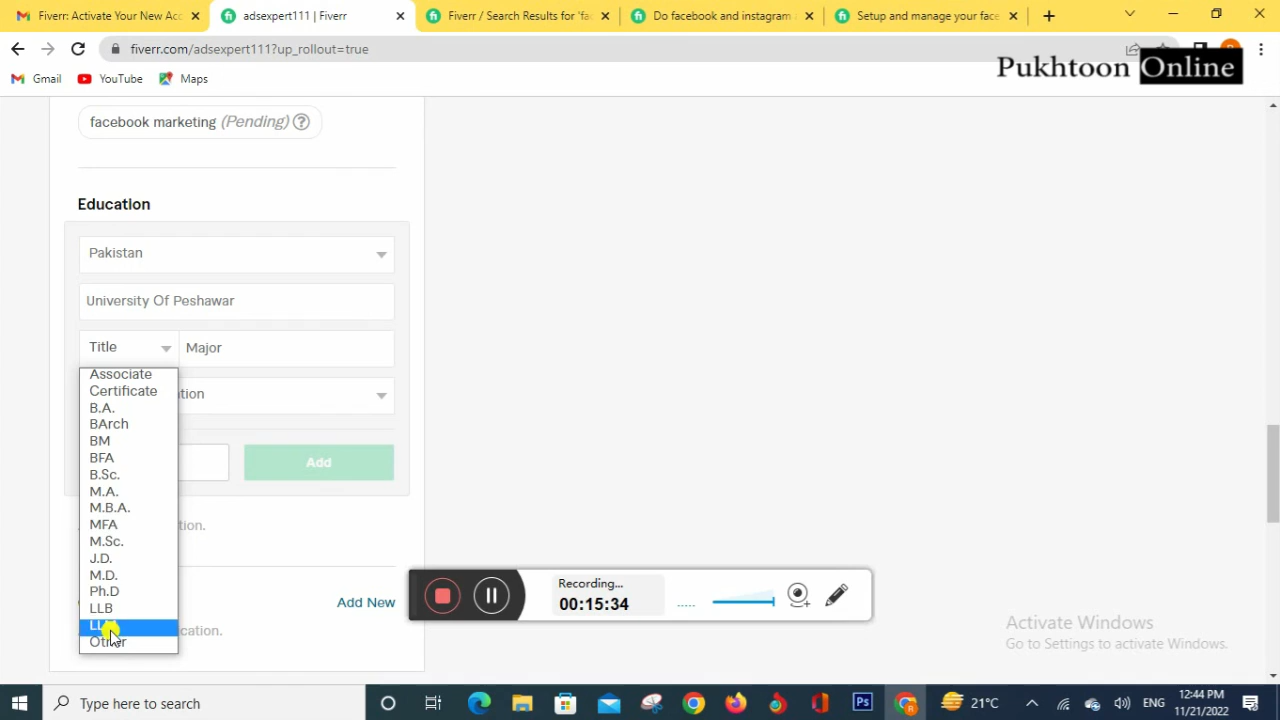 Fiverr: Activate Your New Acc
adsexpert111 | Fiverr
Fiverr / Search Results for 'fac
Do facebook and instagram
Setup and manage your face
fiverr.com/adsexpert111?up_rollout=true
Gmail
YouTube
Maps
Pukhtoon Online
facebook marketing (Pending) ?
Education
Pakistan
University Of Peshawar
Title
Major
Associate
Certificate
B.A.
BArch
BM
BFA
B.Sc.
M.A.
M.B.A.
MFA
M.Sc.
J.D.
M.D.
Ph.D
LLB
Other
Add
Add New
Recording...
00:15:34
Activate Windows
Go to Settings to activate Windows.
Type here to search
Ps
R
21°C
ENG
12:44 PM
11/21/2022